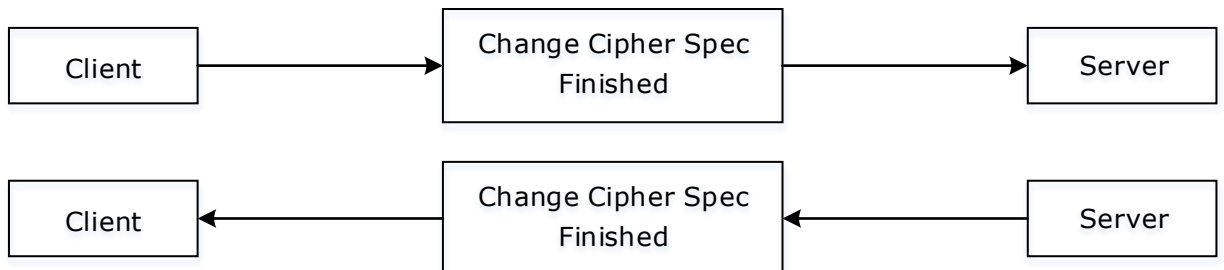 Client
Change Cipher Spec
Finished
Server
Client
Change Cipher Spec
Finished
Server